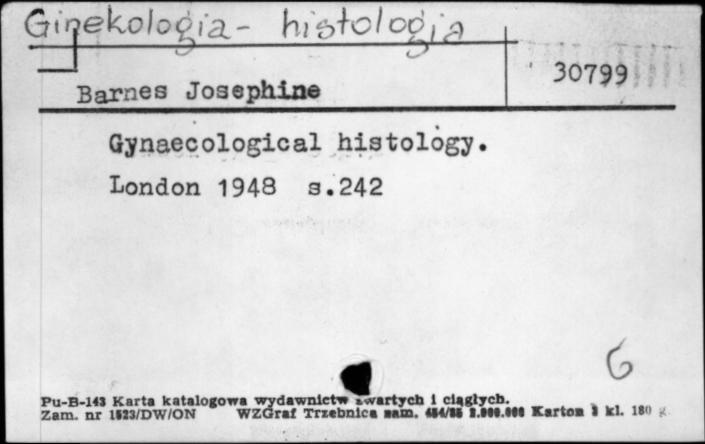 Ginekologia - histologia
30799
Barnes Josephine
Gynaecological histology.
London 1948 s.242
G
Pu-B-143 Karta katalogowa wydawnictw zwartych i ciągłych.
Zam. nr 1523/DW/ON WZGraf Trzebnica zam. Karton kl. 180 g.